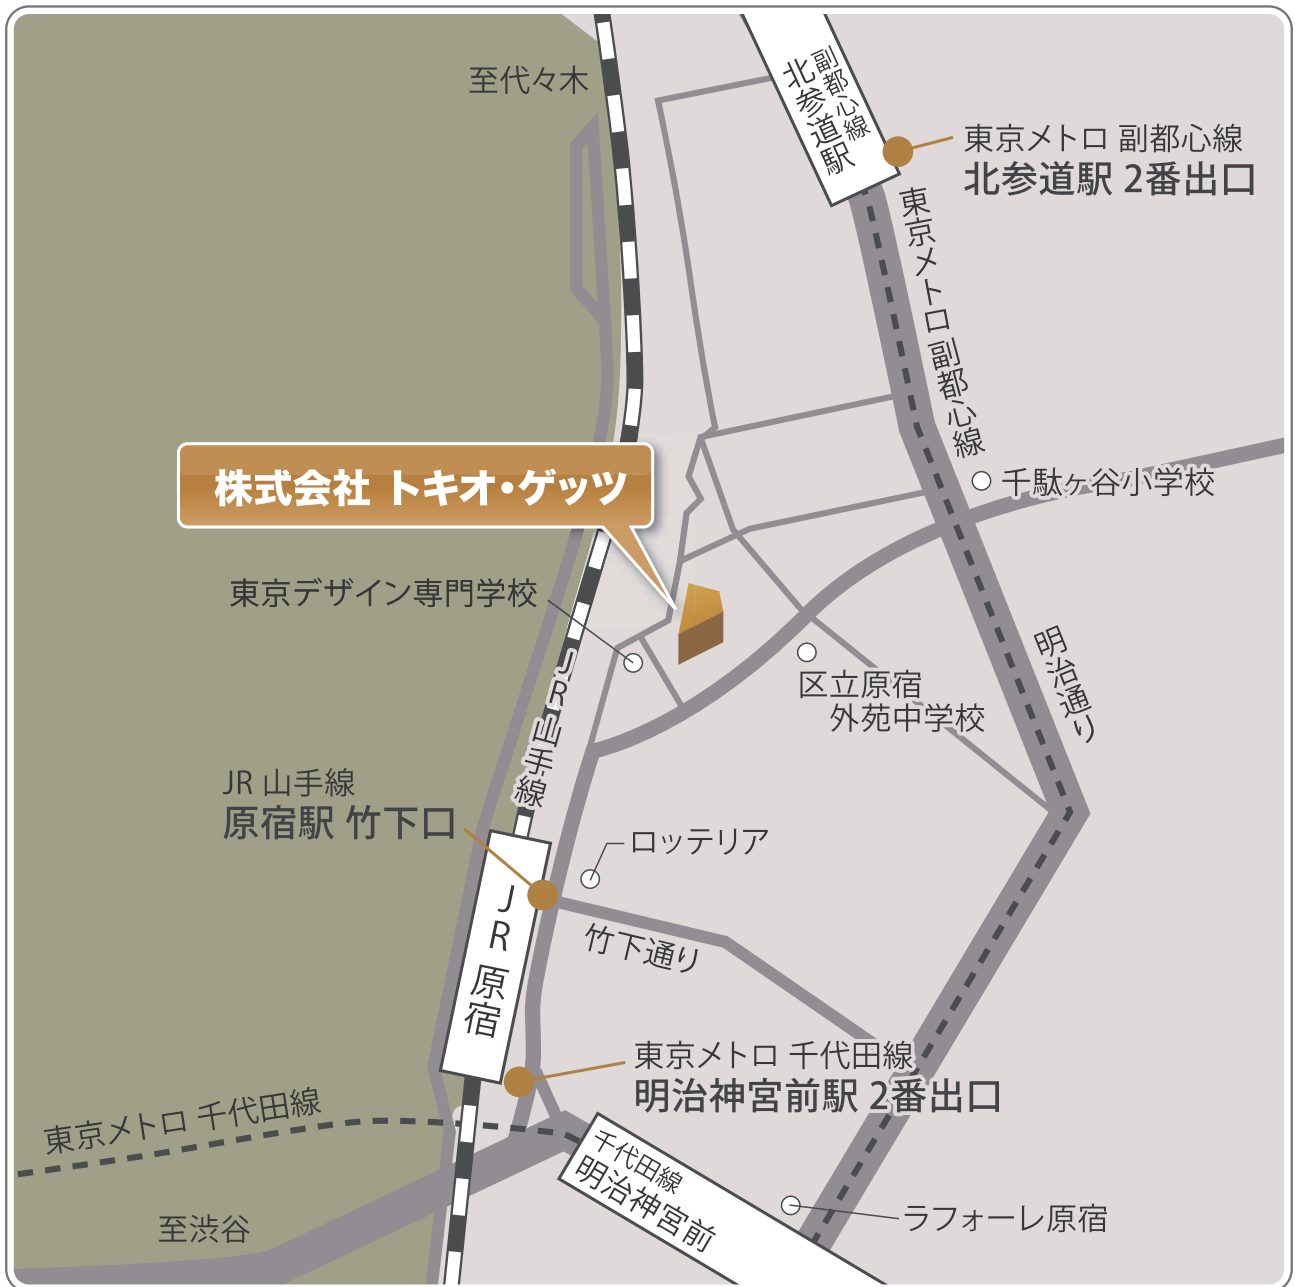 至代々木
副都心線
北参道駅
東京メトロ 副都心線
北参道駅 2番出口
東京メトロ 副都心線
株式会社 トキオ・ゲッツ
千駄ヶ谷小学校
東京デザイン専門学校
明治通り
区立原宿
外苑中学校
JR山手線
JR 山手線
原宿駅 竹下口
ロッテリア
JR 原宿
竹下通り
東京メトロ 千代田線
明治神宮前駅 2番出口
東京メトロ 千代田線
千代田線
明治神宮前
至渋谷
ラフォーレ原宿